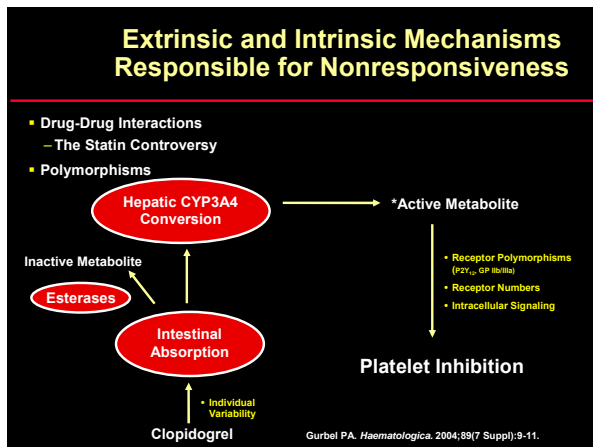 Extrinsic and Intrinsic Mechanisms
Responsible for Nonresponsiveness
▪ Drug-Drug Interactions
– The Statin Controversy
▪ Polymorphisms
Hepatic CYP3A4
Conversion
*Active Metabolite
Inactive Metabolite
Esterases
▪ Receptor Polymorphisms
(P2Y₁₂, GP IIb/IIIa)
▪ Receptor Numbers
▪ Intracellular Signaling
Intestinal
Absorption
Platelet Inhibition
▪ Individual
Variability
Clopidogrel
Gurbel PA. Haematologica. 2004;89(7 Suppl):9-11.